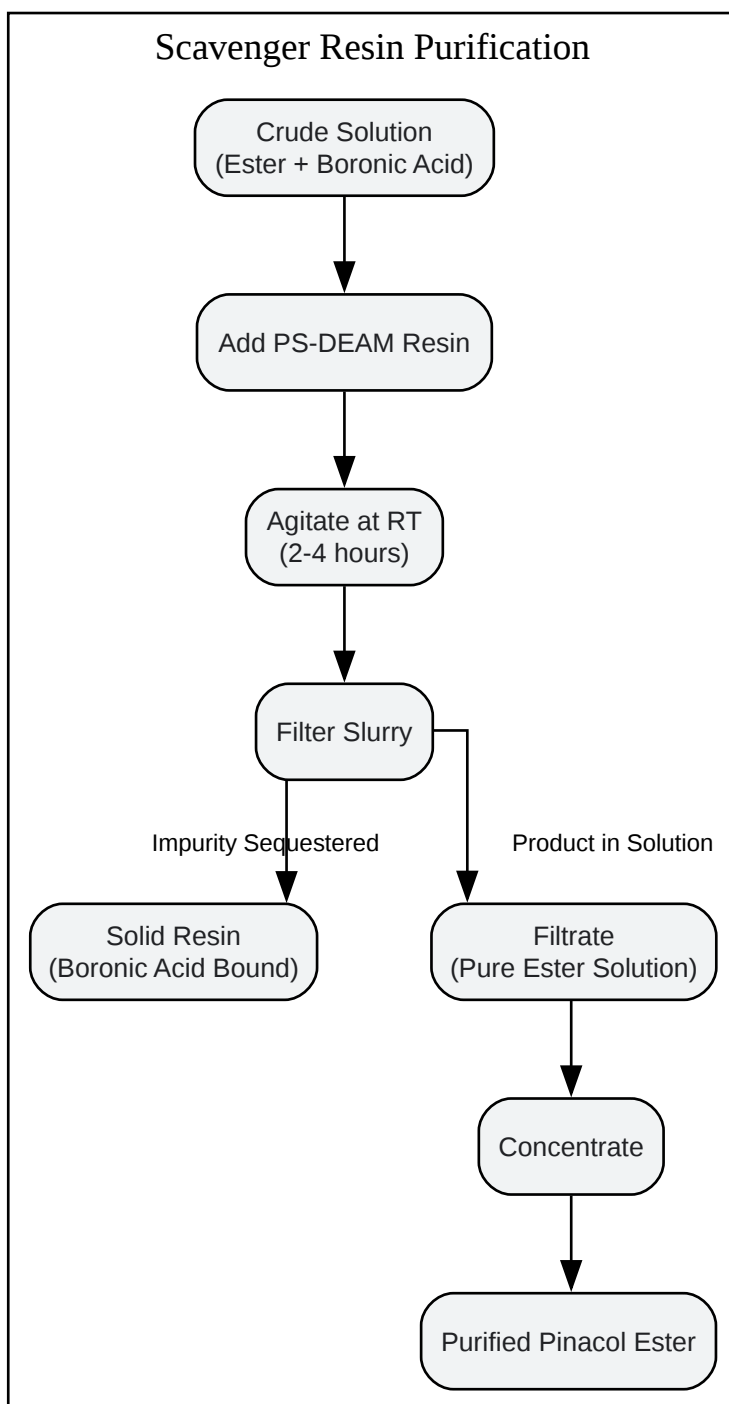 Scavenger Resin Purification
Crude Solution
(Ester + Boronic Acid)
Add PS-DEAM Resin
Agitate at RT
(2-4 hours)
Filter Slurry
Impurity Sequestered
Product in Solution
Solid Resin
(Boronic Acid Bound)
Filtrate
(Pure Ester Solution)
Concentrate
Purified Pinacol Ester